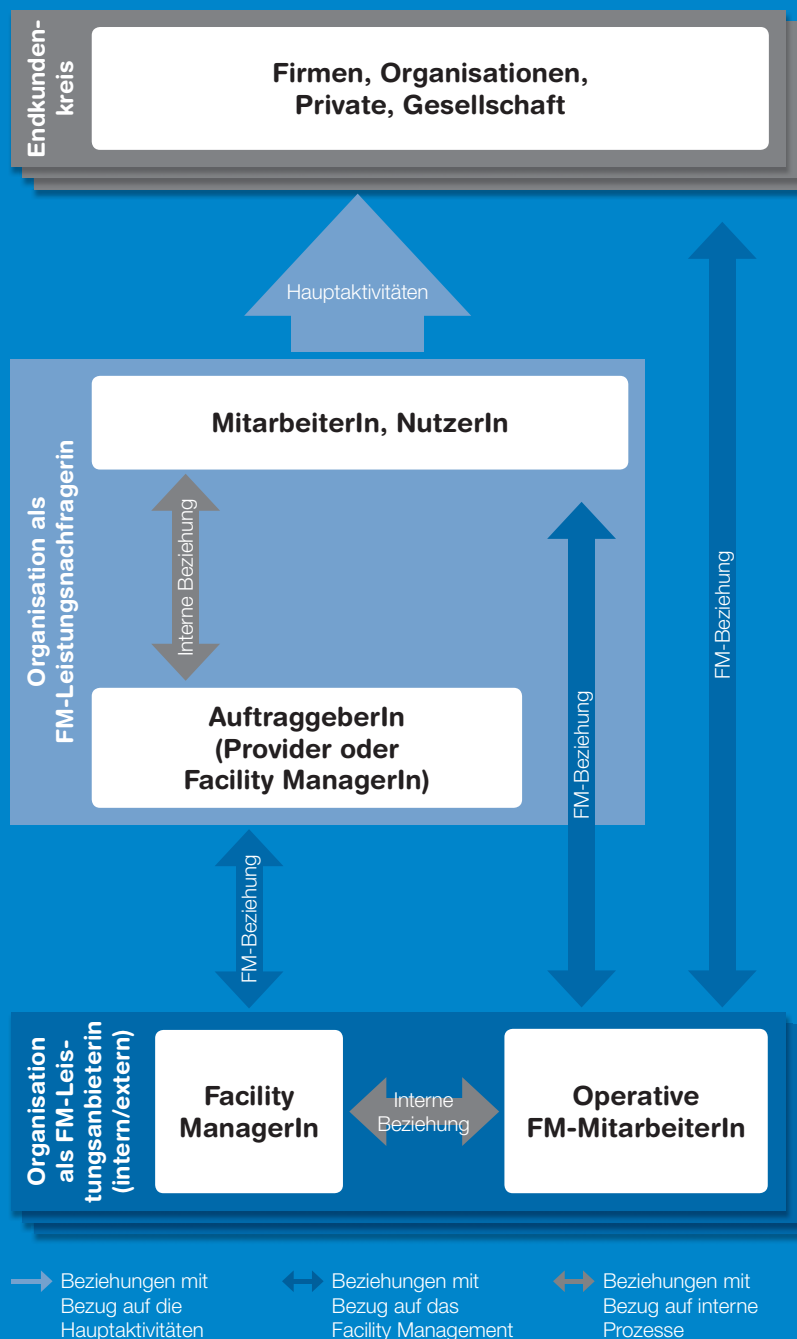 Endkunden-
kreis
Firmen, Organisationen,
Private, Gesellschaft
Hauptaktivitäten
Organisation als
FM-Leistungsnachfragerin
MitarbeiterIn, NutzerIn
Interne Beziehung
AuftraggeberIn
(Provider oder
Facility ManagerIn)
FM-Beziehung
FM-Beziehung
FM-Beziehung
Organisation
als FM-Leis-
tungsanbieterin
(intern/extern)
Facility
ManagerIn
Interne
Beziehung
Operative
FM-MitarbeiterIn
Beziehungen mit
Bezug auf die
Hauptaktivitäten
Beziehungen mit
Bezug auf das
Facility Management
Beziehungen mit
Bezug auf interne
Prozesse